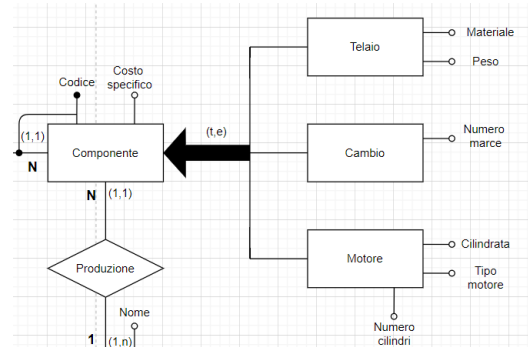 Telaio
Materiale
Peso
Codice
Costo
specifico
(1,1)
N
Componente
(t,e)
Cambio
Numero
marce
N
(1,1)
Motore
Cilindrata
Tipo
motore
Numero
cilindri
Produzione
Nome
1
(1,n)